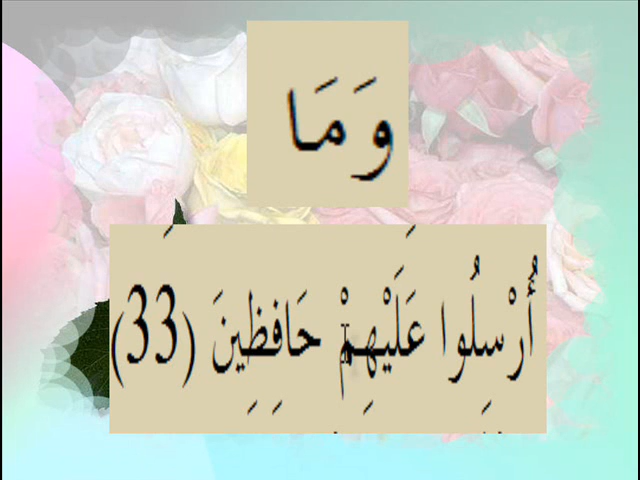 وَمَا
أُرْسِلُوا عَلَيْهِمْ حَافِظِينَ (33)